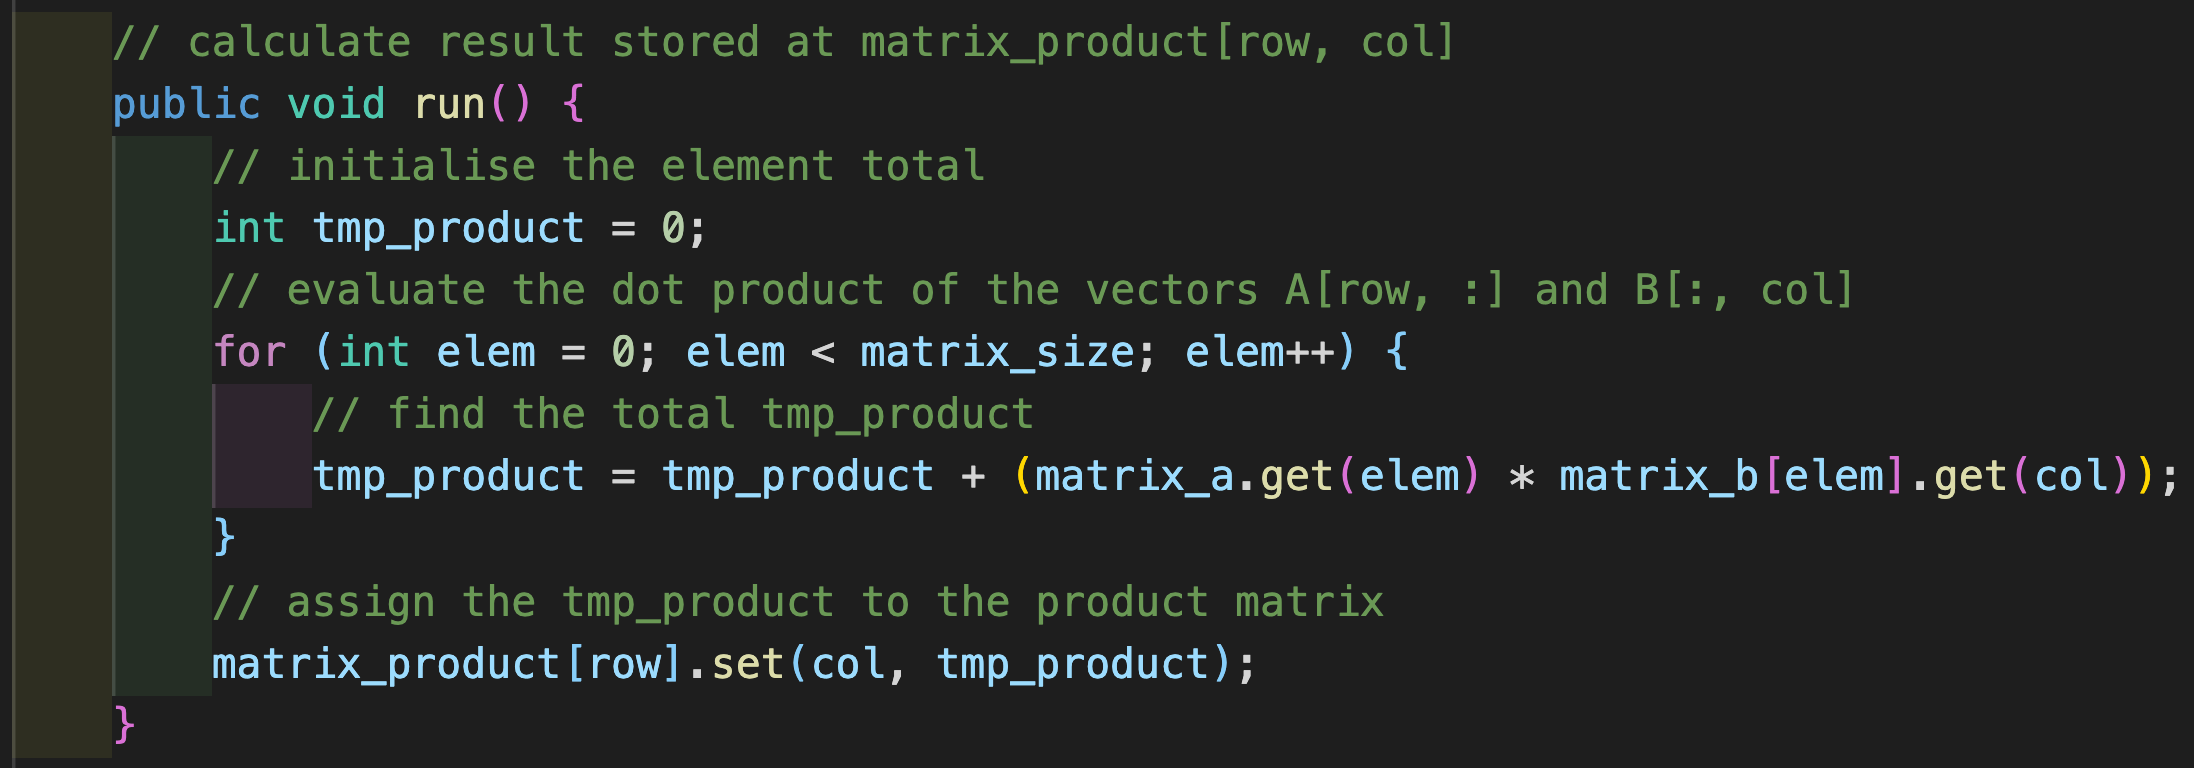 // calculate result stored at matrix_product[row, col]
public void run() {
// initialise the element total
int tmp_product = 0;
// evaluate the dot product of the vectors A[row, :] and B[:, col]
for (int elem = 0; elem < matrix_size; elem++) {
// find the total tmp_product
tmp_product = tmp_product + (matrix_a.get(elem) * matrix_b[elem].get(col));
}
// assign the tmp_product to the product matrix
matrix_product[row].set(col, tmp_product);
}